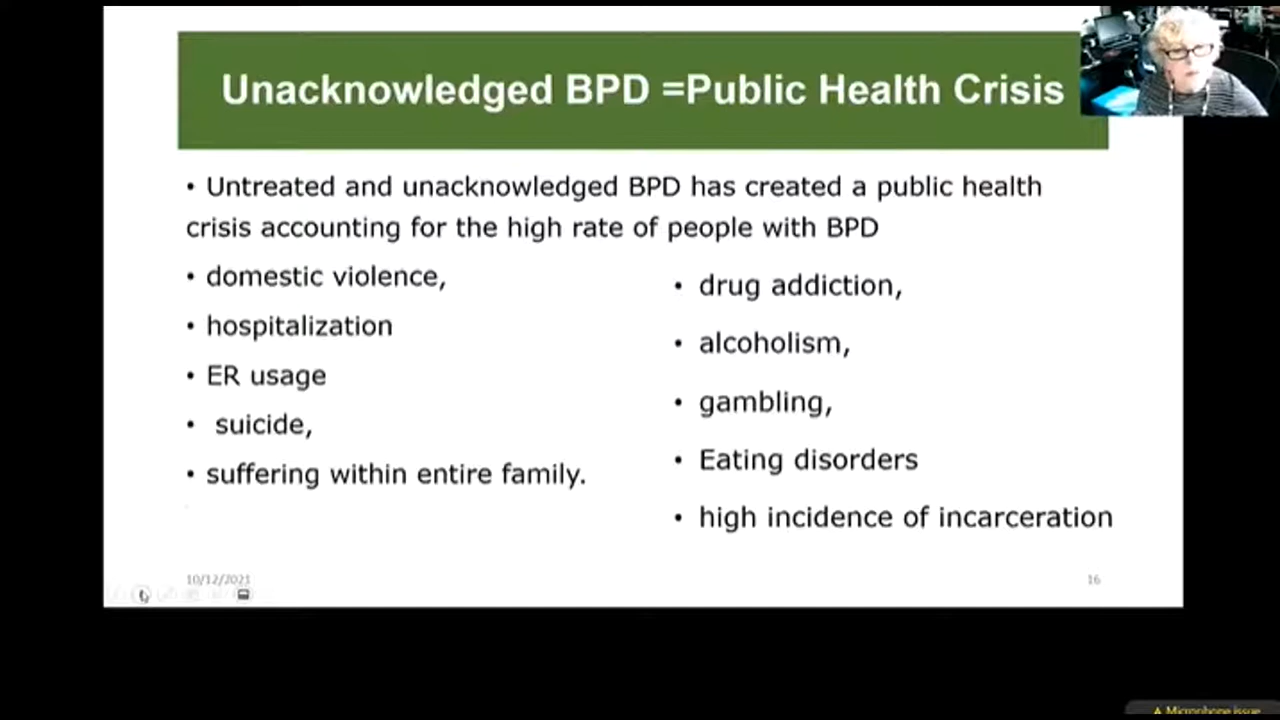 Unacknowledged BPD =Public Health Crisis
• Untreated and unacknowledged BPD has created a public health
crisis accounting for the high rate of people with BPD
• domestic violence,
• hospitalization
• ER usage
• suicide,
• suffering within entire family.
• drug addiction,
• alcoholism,
• gambling,
• Eating disorders
• high incidence of incarceration
10/12/2021
16
Microphone issue